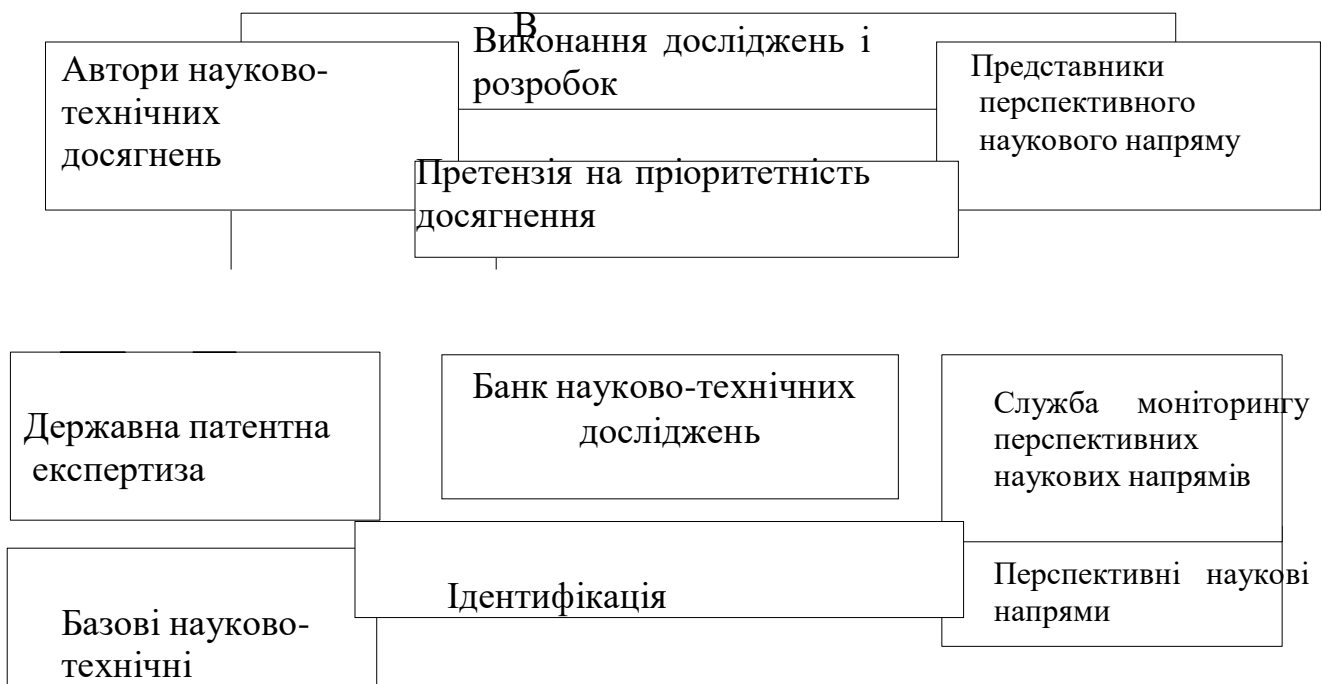 В
Виконання досліджень і
розробок
Автори науково-
технічних
досягнень
Представники
перспективного
наукового напряму
Претензія на пріоритетність
досягнення
Державна патентна
експертиза
Банк науково-технічних
досліджень
Служба моніторингу
перспективних
наукових напрямів
Ідентифікація
Перспективні наукові
напрями
Базові науково-
технічні